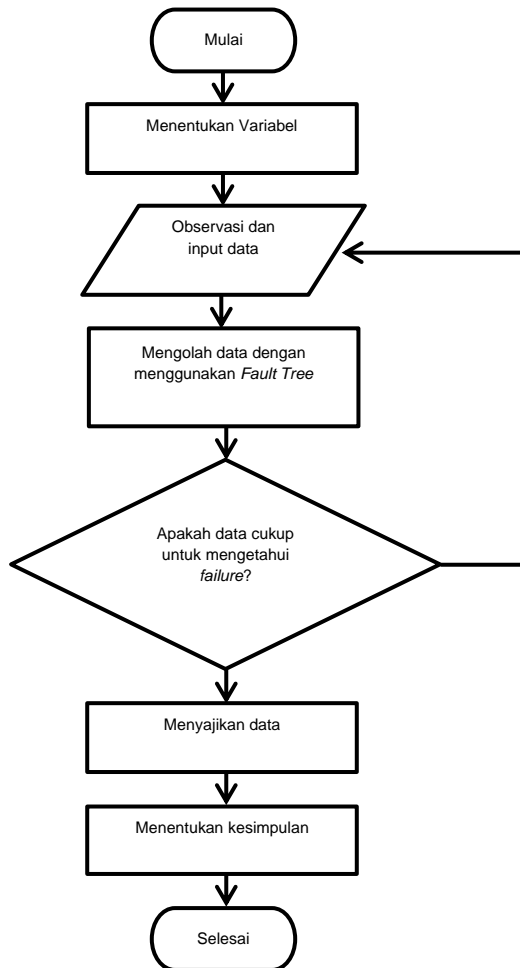 Mulai
Menentukan Variabel
Observasi dan
input data
Mengolah data dengan
menggunakan Fault Tree
Apakah data cukup
untuk mengetahui
failure?
Menyajikan data
Menentukan kesimpulan
Selesai